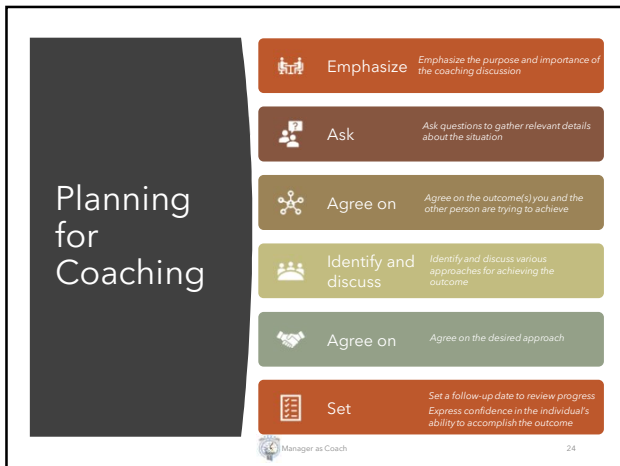 Planning
for
Coaching
Emphasize
Emphasize the purpose and importance of
the coaching discussion
?
Ask
Ask questions to gather relevant details
about the situation
Agree on
Agree on the outcome(s) you and the
other person are trying to achieve
Identify and
discuss
Identify and discuss various
approaches for achieving the
outcome
Agree on
Agree on the desired approach
Set
Set a follow-up date to review progress
Express confidence in the individual's
ability to accomplish the outcome
Manager as Coach
24